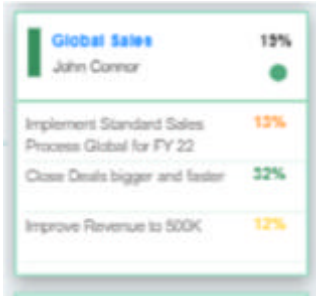 Global Sales 19%
John Connor
Implement Standard Sales 13%
Process Global for FY 22
Close Deals bigger and faster 32%
Improve Revenue to 500K 12%